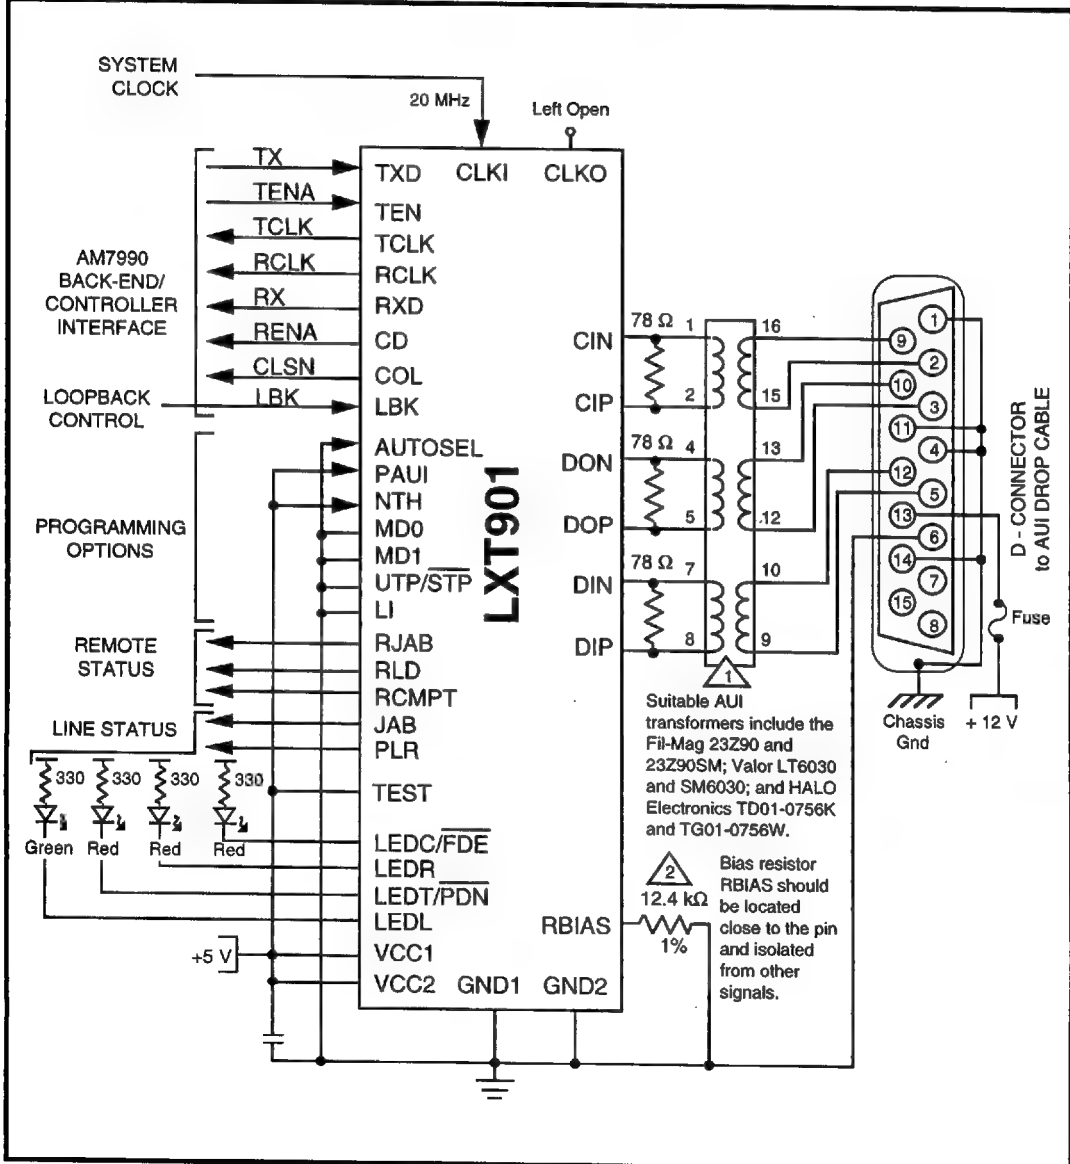 SYSTEM
CLOCK
20 MHz
Left Open
TX
TENA
TCLK
RCLK
RX
RENA
CLSN
LBK
AM7990
BACK-END/
CONTROLLER
INTERFACE
LOOPBACK
CONTROL
PROGRAMMING
OPTIONS
REMOTE
STATUS
LINE STATUS
330
330
330
330
Green
Red
Red
Red
+5 V
CLKI
CLKO
TXD
TEN
TCLK
RCLK
RXD
CD
COL
LBK
AUTOSEL
PAUI
NTH
MD0
MD1
UTP/STP
LI
RJAB
RLD
RCMPT
JAB
PLR
TEST
LEDC/FDE
LEDR
LEDT/PDN
LEDL
VCC1
VCC2
GND1
GND2
LXT901
CIN
CIP
DON
DOP
DIN
DIP
RBIAS
78 Ω
1
16
2
15
78 Ω
4
13
5
12
78 Ω
7
10
8
9
1
Suitable AUI
transformers include the
Fil-Mag 23Z90 and
23Z90SM; Valor LT6030
and SM6030; and HALO
Electronics TD01-0756K
and TG01-0756W.
2
12.4 kΩ
1%
Bias resistor
RBIAS should
be located
close to the pin
and isolated
from other
signals.
1
9
2
10
3
11
4
12
5
13
6
14
7
15
8
D - CONNECTOR
to AUI DROP CABLE
Fuse
Chassis
Gnd
+ 12 V